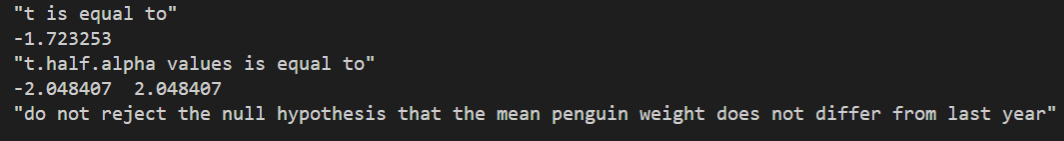 "t is equal to"
-1.723253
"t.half.alpha values is equal to"
-2.048407  2.048407
"do not reject the null hypothesis that the mean penguin weight does not differ from last year"